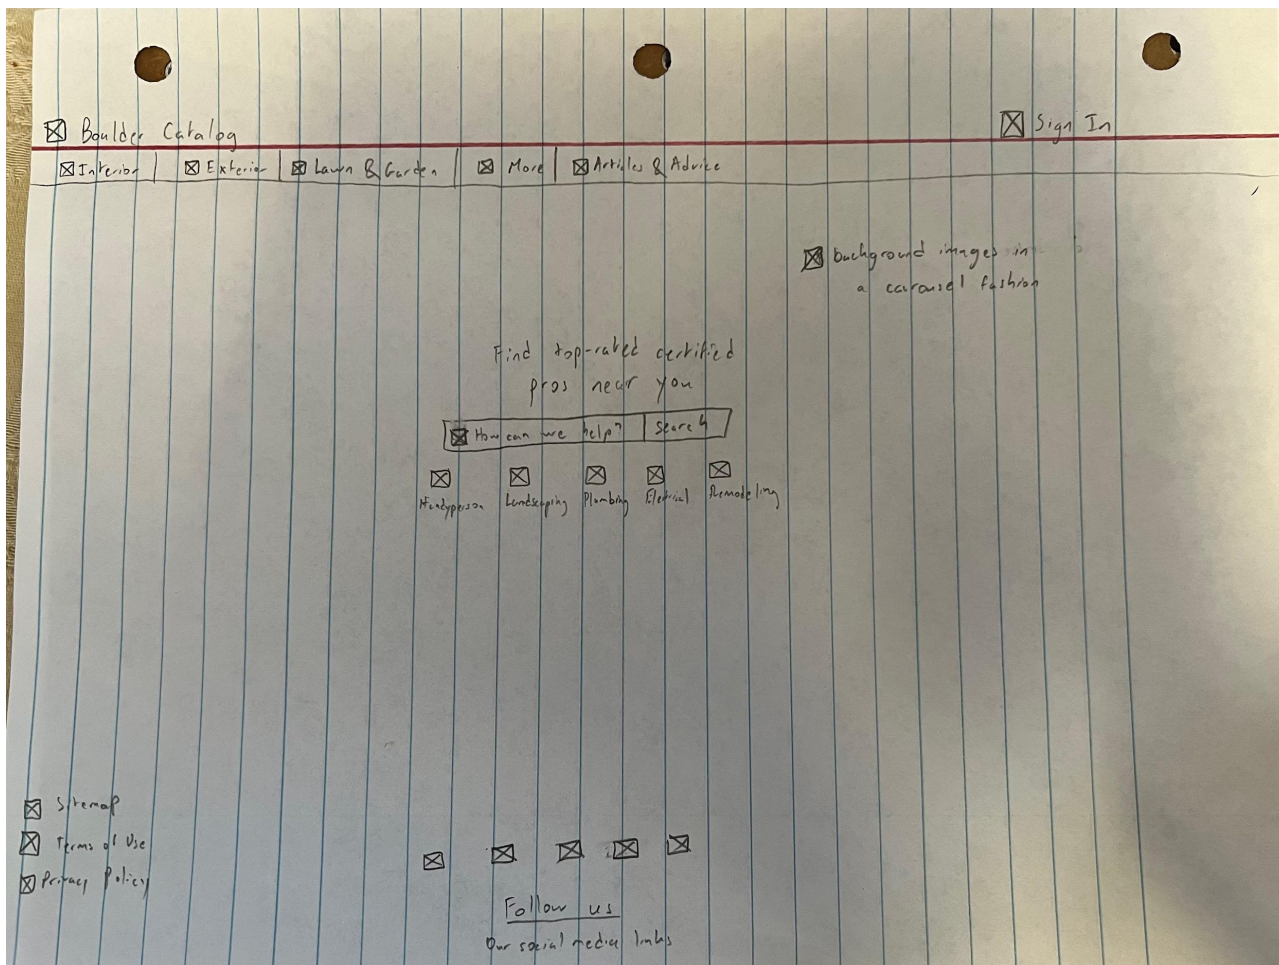 Boulder Catalog
Sign In
Interior
Exterior
Lawn & Garden
More
Articles & Advice
background images in
a carousel fashion
Find top-rated certified
pros near you
How can we help?
Search
Handyperson
Landscaping
Plumbing
Eletrical
Remodeling
Sitemap
Terms of Use
Privacy Policy
Follow us
Our social media links